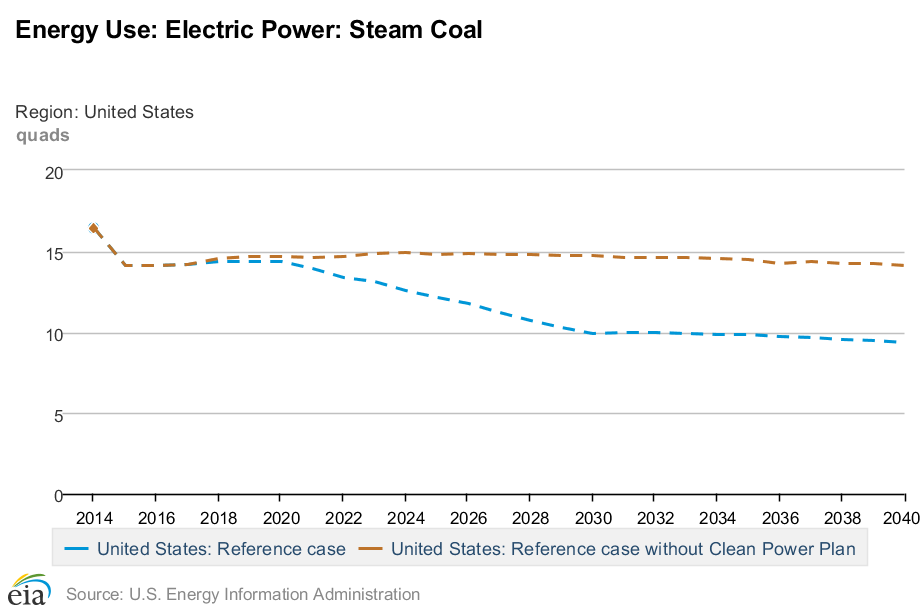 Energy Use: Electric Power: Steam Coal
Region: United States
quads
20
15
10
5
0
2014 2016 2018 2020 2022 2024 2026 2028 2030 2032 2034 2036 2038 2040
United States: Reference case United States: Reference case without Clean Power Plan
eia Source: U.S. Energy Information Administration